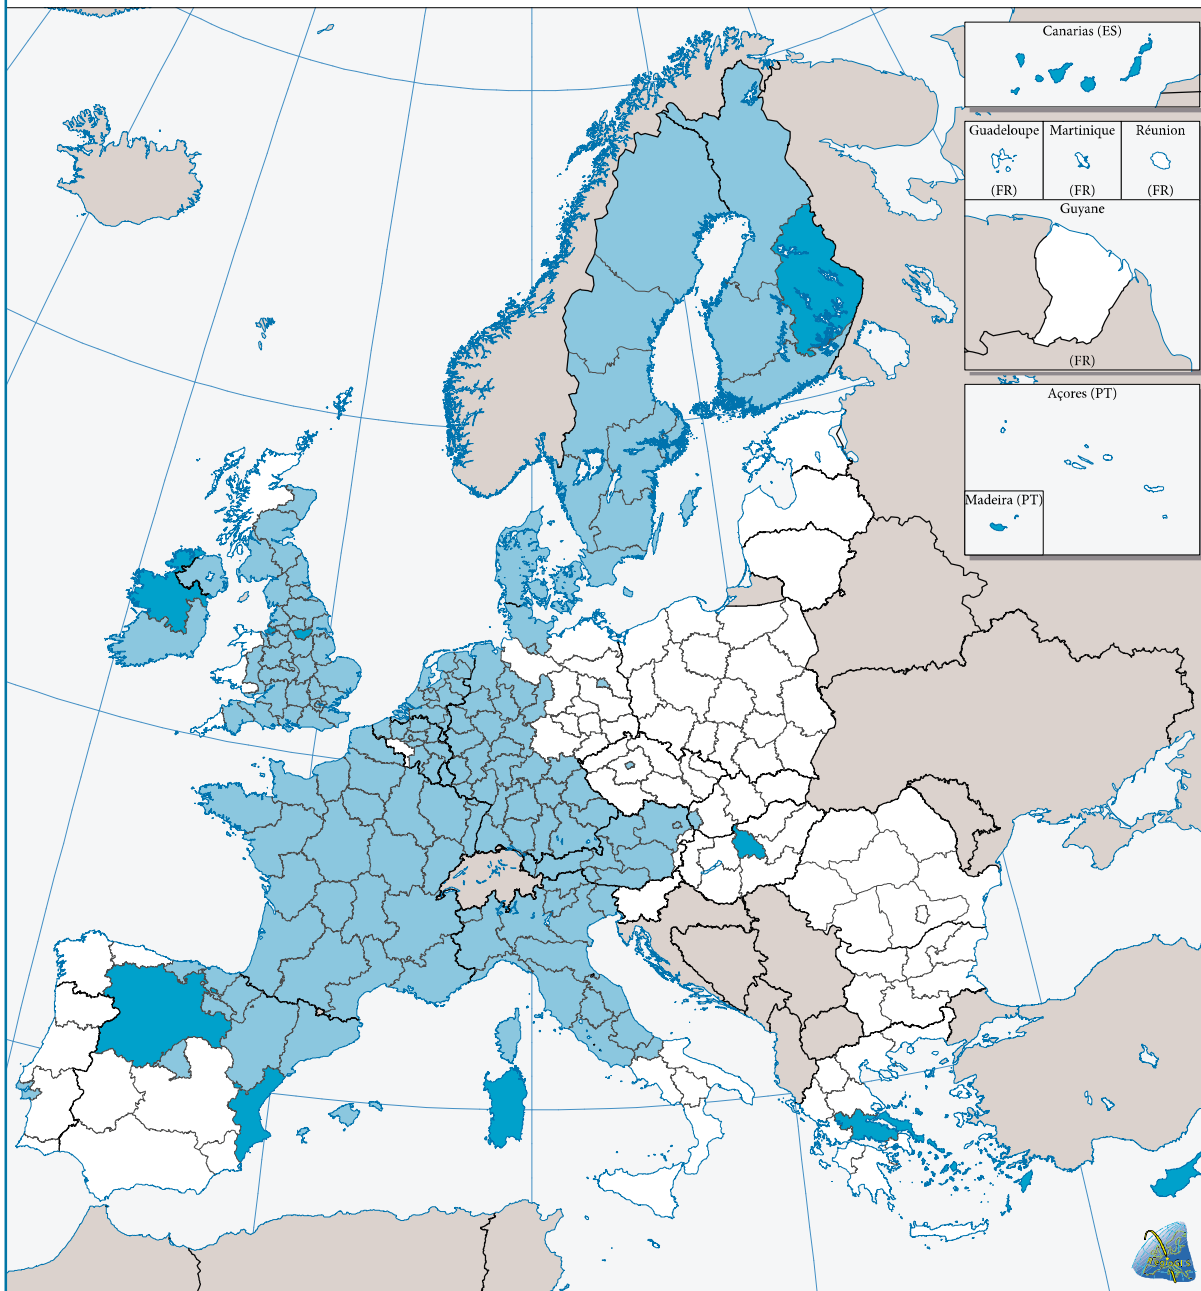 Canarias (ES)
Guadeloupe
Martinique
Réunion
(FR)
(FR)
(FR)
Guyane
(FR)
Açores (PT)
Madeira (PT)